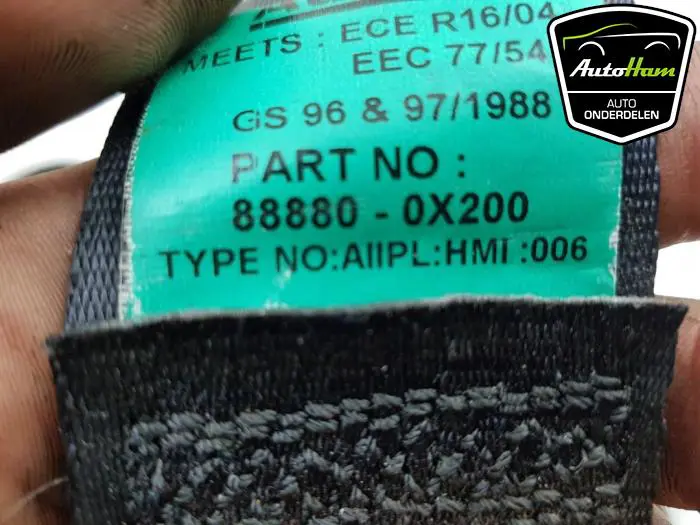 MEETS : ECE R16/04
EEC 77/54
GS 96 & 97/1988
PART NO :
88880 - 0X200
TYPE NO:AIIPL:HMI :006
AutoHam
AUTO
ONDERDELEN